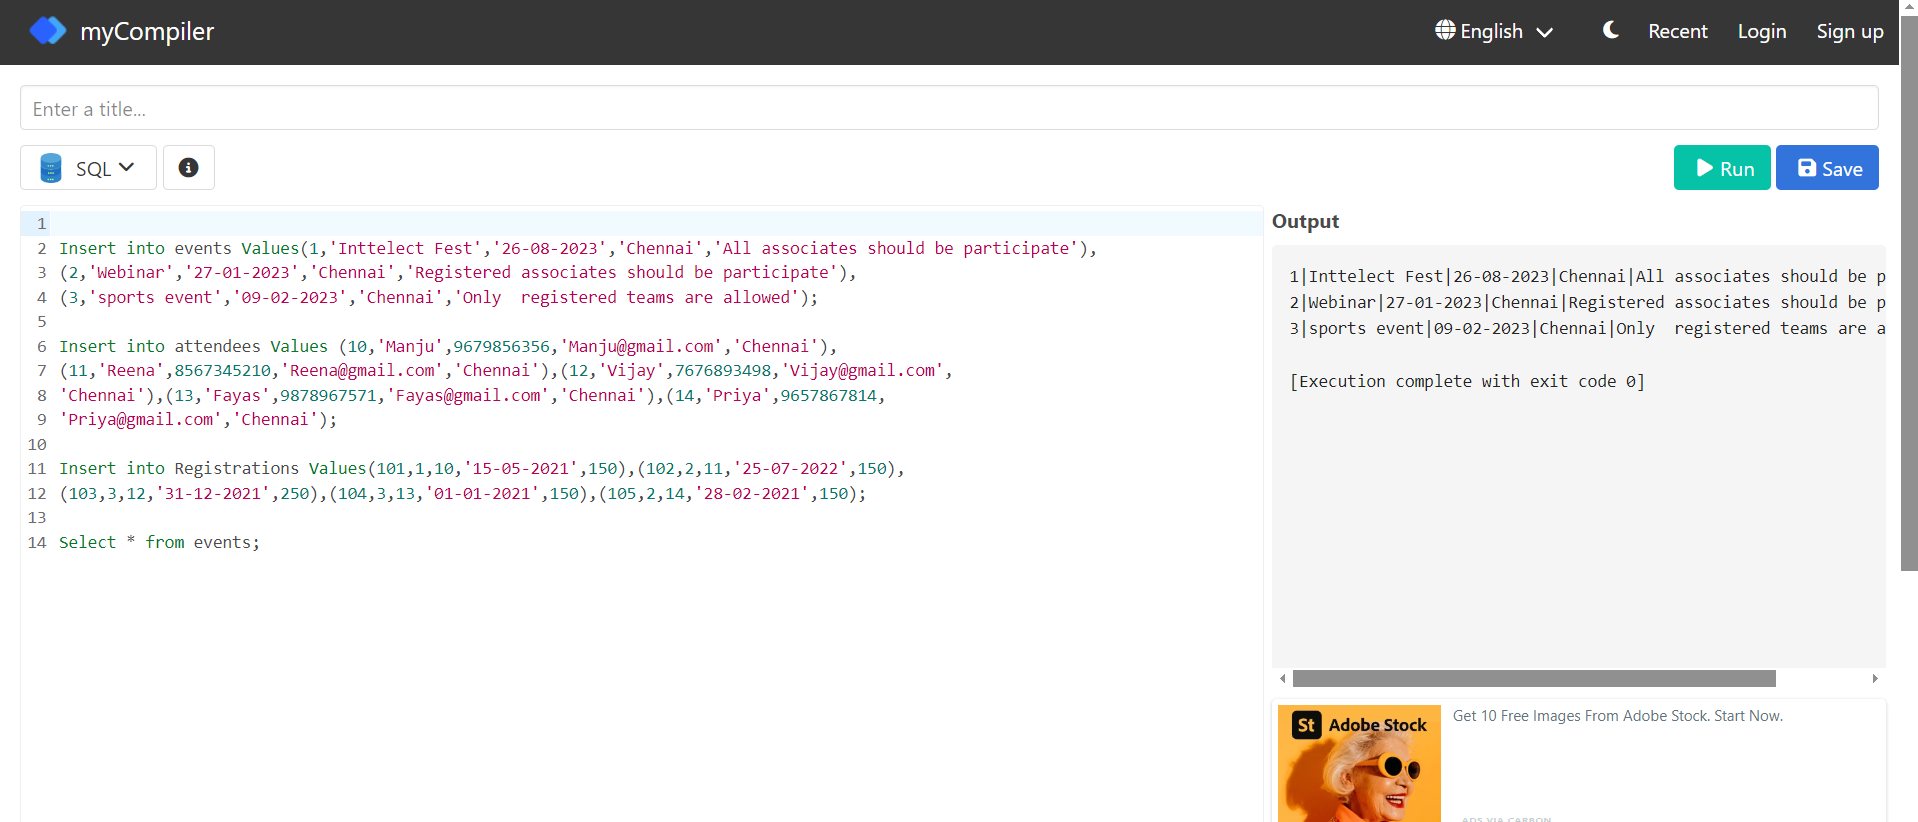 myCompiler
English
Recent
Login
Sign up
Enter a title...
SQL
Run
Save
1
2 Insert into events Values(1,'Inttelect Fest','26-08-2023','Chennai','All associates should be participate'),
3 (2,'Webinar','27-01-2023','Chennai','Registered associates should be participate'),
4 (3,'sports event','09-02-2023','Chennai','Only  registered teams are allowed');
5
6 Insert into attendees Values (10,'Manju',9679856356,'Manju@gmail.com','Chennai'),
7 (11,'Reena',8567345210,'Reena@gmail.com','Chennai'),(12,'Vijay',7676893498,'Vijay@gmail.com',
8 'Chennai'),(13,'Fayas',9878967571,'Fayas@gmail.com','Chennai'),(14,'Priya',9657867814,
9 'Priya@gmail.com','Chennai');
10
11 Insert into Registrations Values(101,1,10,'15-05-2021',150),(102,2,11,'25-07-2022',150),
12 (103,3,12,'31-12-2021',250),(104,3,13,'01-01-2021',150),(105,2,14,'28-02-2021',150);
13
14 Select * from events;
Output
1|Inttelect Fest|26-08-2023|Chennai|All associates should be p
2|Webinar|27-01-2023|Chennai|Registered associates should be p
3|sports event|09-02-2023|Chennai|Only  registered teams are a
[Execution complete with exit code 0]
St Adobe Stock
Get 10 Free Images From Adobe Stock. Start Now.
ADS VIA CARBON